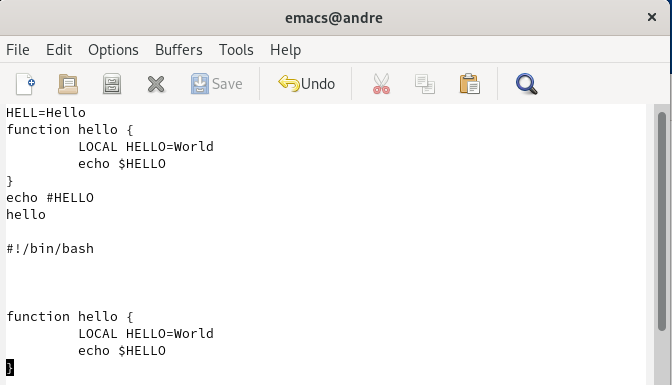 emacs@andre
×
File Edit Options Buffers Tools Help
Save Undo
HELL=Hello
function hello {
LOCAL HELLO=World
echo $HELLO
}
echo #HELLO
hello
#!/bin/bash
function hello {
LOCAL HELLO=World
echo $HELLO
}